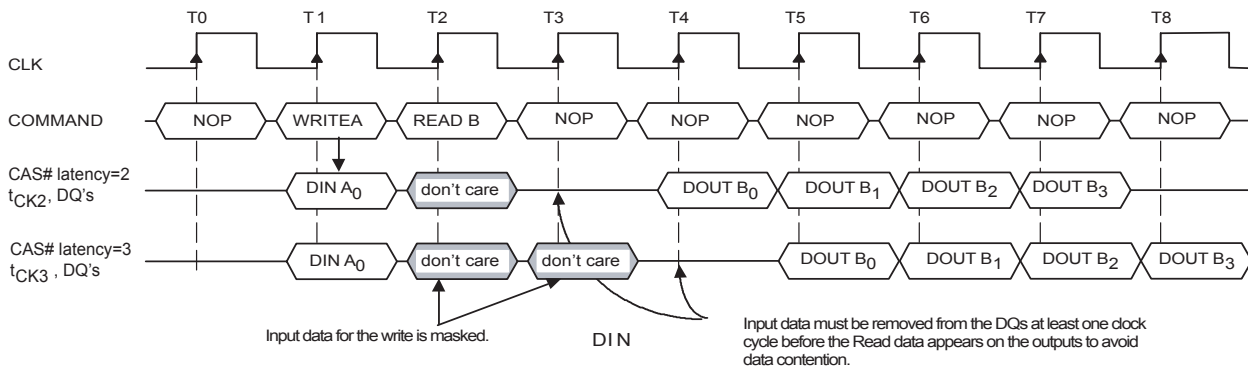 T0 T1 T2 T3 T4 T5 T6 T7 T8
CLK
COMMAND NOP WRITEA READ B NOP NOP NOP NOP NOP NOP
CAS# latency=2
tCK2, DQ's DIN A0 don't care DOUT B0 DOUT B1 DOUT B2 DOUT B3
CAS# latency=3
tCK3 , DQ's DIN A0 don't care don't care DOUT B0 DOUT B1 DOUT B2 DOUT B3
Input data for the write is masked.
DIN
Input data must be removed from the DQs at least one clock
cycle before the Read data appears on the outputs to avoid
data contention.